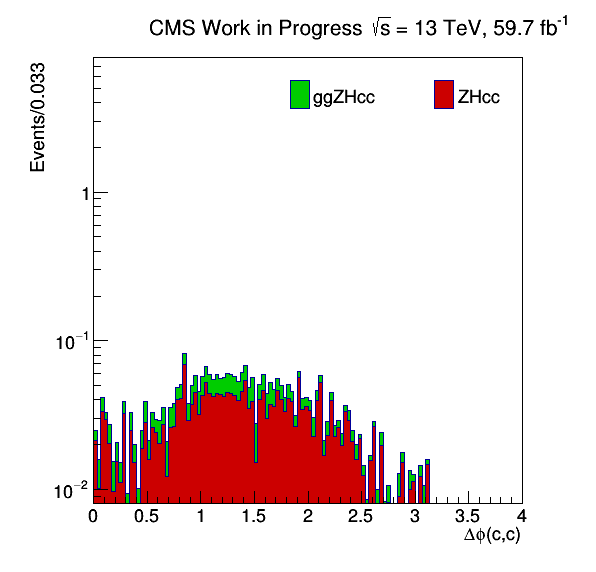 CMS Work in Progress √s = 13 TeV, 59.7 fb⁻¹
Events/0.033
ggZHcc ZHcc
1
10⁻¹
10⁻²
0 0.5 1 1.5 2 2.5 3 3.5 4
Δϕ(c,c)